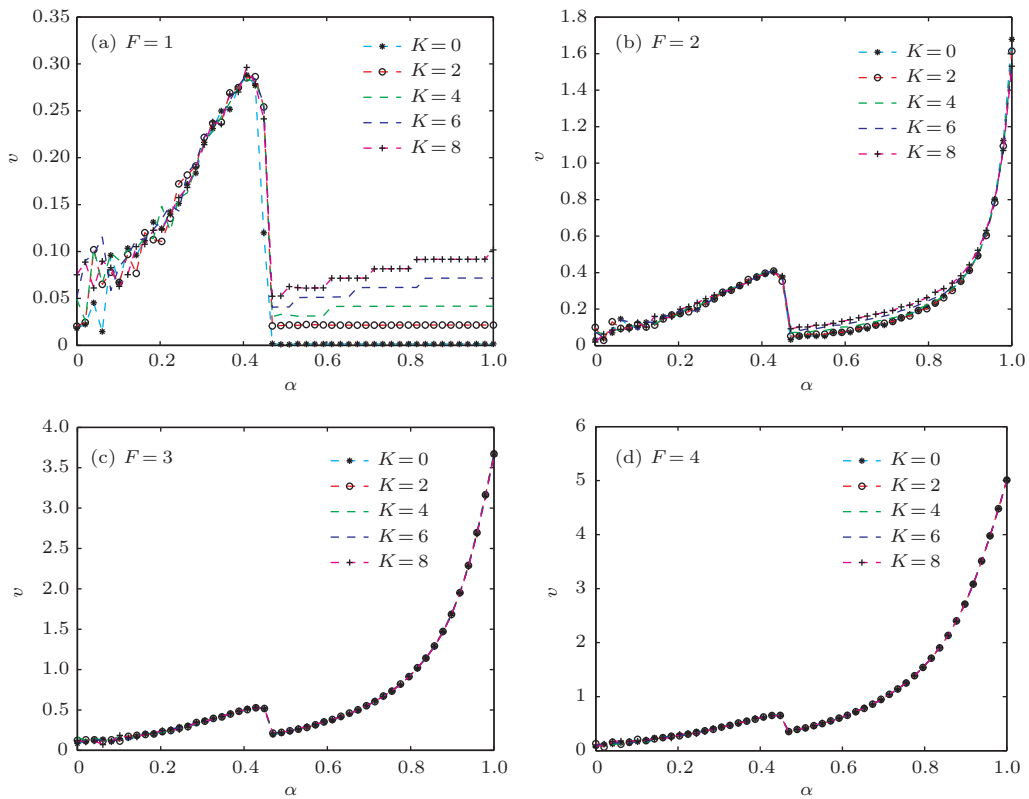 (a) F=1
K=0
K=2
K=4
K=6
K=8
v
0.35
0.30
0.25
0.20
0.15
0.10
0.05
0
0
0.2
0.4
0.6
0.8
1.0
α
(b) F=2
K=0
K=2
K=4
K=6
K=8
v
1.8
1.6
1.4
1.2
1.0
0.8
0.6
0.4
0.2
0
0
0.2
0.4
0.6
0.8
1.0
α
(c) F=3
K=0
K=2
K=4
K=6
K=8
v
4.0
3.5
3.0
2.5
2.0
1.5
1.0
0.5
0
0
0.2
0.4
0.6
0.8
1.0
α
(d) F=4
K=0
K=2
K=4
K=6
K=8
v
6
5
4
3
2
1
0
0
0.2
0.4
0.6
0.8
1.0
α